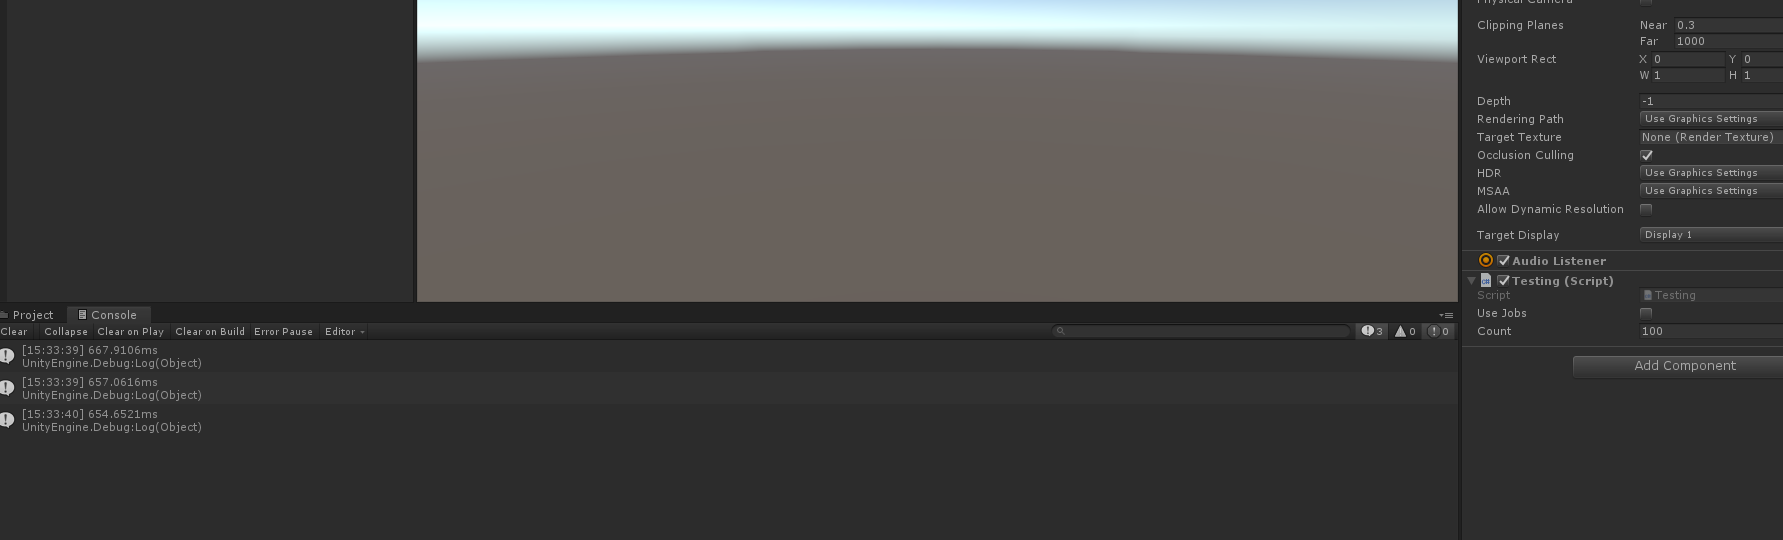 Physical Camera
Clipping Planes Near 0.3
Far 1000
Viewport Rect X 0 Y 0
W 1 H 1
Depth -1
Rendering Path Use Graphics Settings
Target Texture None (Render Texture)
Occlusion Culling
HDR Use Graphics Settings
MSAA Use Graphics Settings
Allow Dynamic Resolution
Target Display Display 1
Audio Listener
Testing (Script)
Script Testing
Use Jobs
Count 100
Add Component
Project Console
Clear Collapse Clear on Play Clear on Build Error Pause Editor 3 0 0
[15:33:39] 667.9106ms
UnityEngine.Debug:Log(Object)
[15:33:39] 657.0616ms
UnityEngine.Debug:Log(Object)
[15:33:40] 654.6521ms
UnityEngine.Debug:Log(Object)